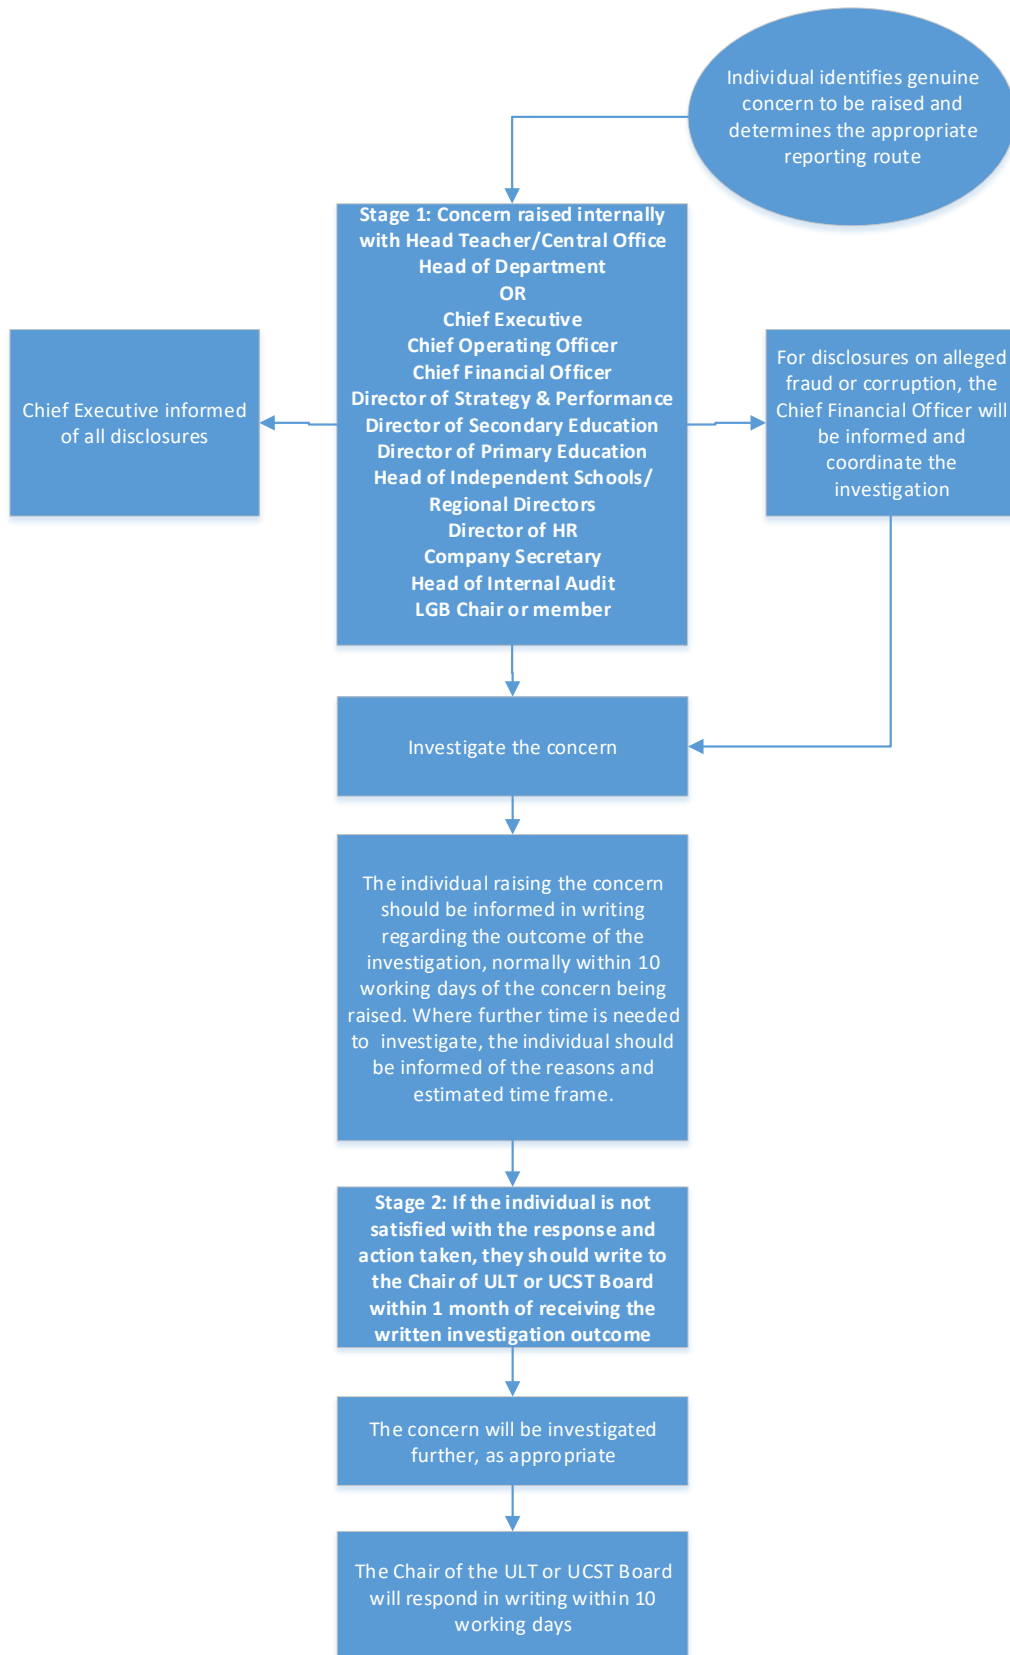 Individual identifies genuine
concern to be raised and
determines the appropriate
reporting route
Stage 1: Concern raised internally
with Head Teacher/Central Office
Head of Department
OR
Chief Executive
Chief Operating Officer
Chief Financial Officer
Director of Strategy & Performance
Director of Secondary Education
Director of Primary Education
Head of Independent Schools/
Regional Directors
Director of HR
Company Secretary
Head of Internal Audit
LGB Chair or member
Chief Executive informed
of all disclosures
For disclosures on alleged
fraud or corruption, the
Chief Financial Officer will
be informed and
coordinate the
investigation
Investigate the concern
The individual raising the concern
should be informed in writing
regarding the outcome of the
investigation, normally within 10
working days of the concern being
raised. Where further time is needed
to investigate, the individual should
be informed of the reasons and
estimated time frame.
Stage 2: If the individual is not
satisfied with the response and
action taken, they should write to
the Chair of ULT or UCST Board
within 1 month of receiving the
written investigation outcome
The concern will be investigated
further, as appropriate
The Chair of the ULT or UCST Board
will respond in writing within 10
working days